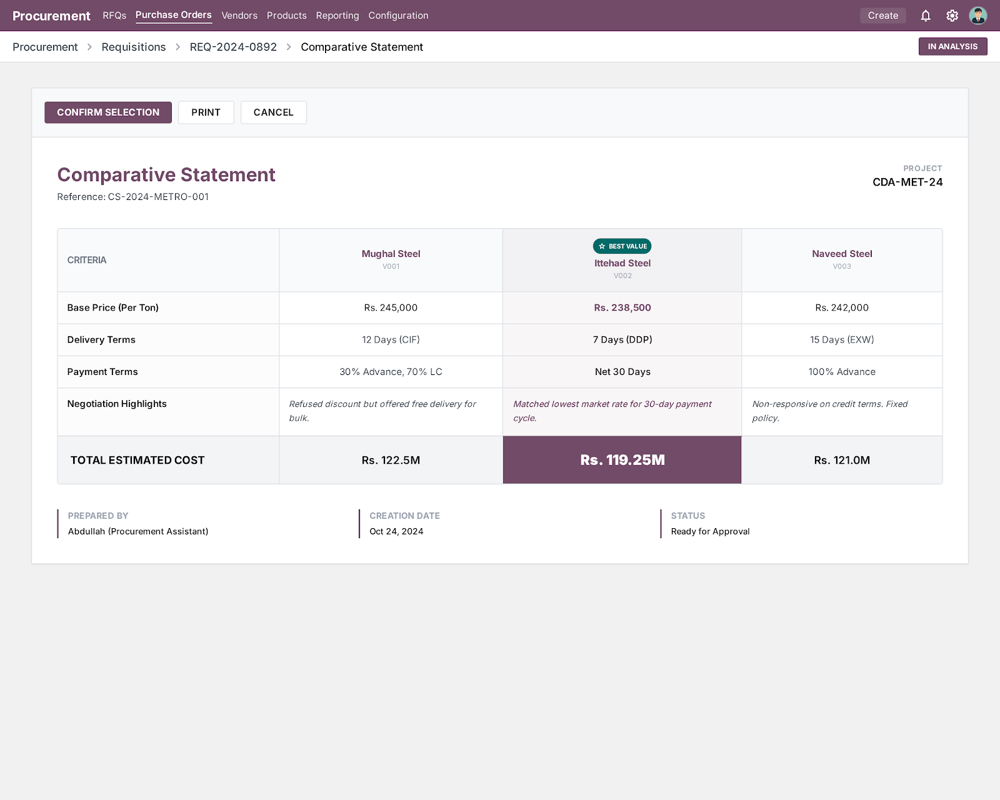 Procurement RFQs Purchase Orders Vendors Products Reporting Configuration Create
Procurement Requisitions REQ-2024-0892 Comparative Statement IN ANALYSIS
CONFIRM SELECTION PRINT CANCEL
Comparative Statement
Reference: CS-2024-METRO-001
PROJECT
CDA-MET-24
CRITERIA
Mughal Steel
V001
BEST VALUE
Ittehad Steel
V002
Naveed Steel
V003
Base Price (Per Ton) Rs. 245,000 Rs. 238,500 Rs. 242,000
Delivery Terms 12 Days (CIF) 7 Days (DDP) 15 Days (EXW)
Payment Terms 30% Advance, 70% LC Net 30 Days 100% Advance
Negotiation Highlights
Refused discount but offered free delivery for
bulk.
Matched lowest market rate for 30-day payment
cycle.
Non-responsive on credit terms. Fixed
policy.
TOTAL ESTIMATED COST Rs. 122.5M Rs. 119.25M Rs. 121.0M
PREPARED BY
Abdullah (Procurement Assistant)
CREATION DATE
Oct 24, 2024
STATUS
Ready for Approval